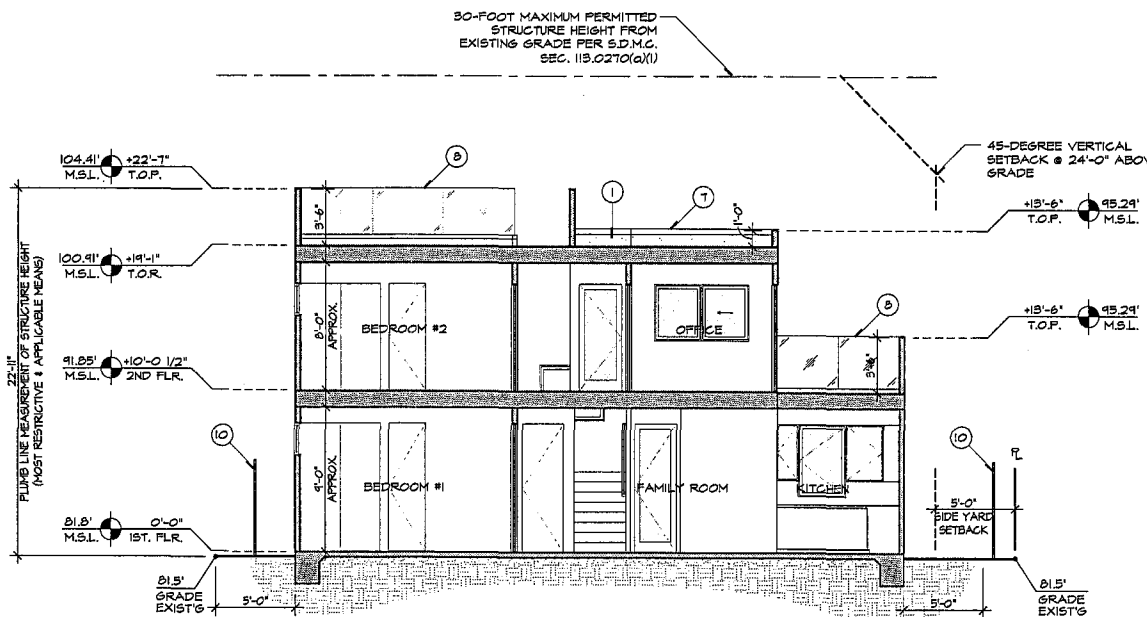 30-FOOT MAXIMUM PERMITTED
STRUCTURE HEIGHT FROM
EXISTING GRADE PER S.D.M.C.
SEC. 113.0270(a)(1)
45-DEGREE VERTICAL
SETBACK @ 24'-0" ABOV
GRADE
104.41' +22'-7"
M.S.L. T.O.P.
8
1
7
1'-0"
3'-6"
+13'-6" 95.29'
T.O.P. M.S.L.
100.91' +19'-1"
M.S.L. T.O.R.
8'-0"
APPROX.
BEDROOM #2
OFFICE
8
+13'-6" 95.29'
T.O.P. M.S.L.
3'-6"
91.85' +10'-0 1/2"
M.S.L. 2ND FLR.
22'-11"
PLUMB LINE MEASUREMENT OF STRUCTURE HEIGHT
(MOST RESTRICTIVE & APPLICABLE MEANS)
10
9'-0"
APPROX.
BEDROOM #1
FAMILY ROOM
KITCHEN
10
PL
5'-0"
SIDE YARD
SETBACK
81.8' 0'-0"
M.S.L. 1ST. FLR.
81.5'
GRADE
EXIST'G
5'-0"
5'-0"
81.5'
GRADE
EXIST'G